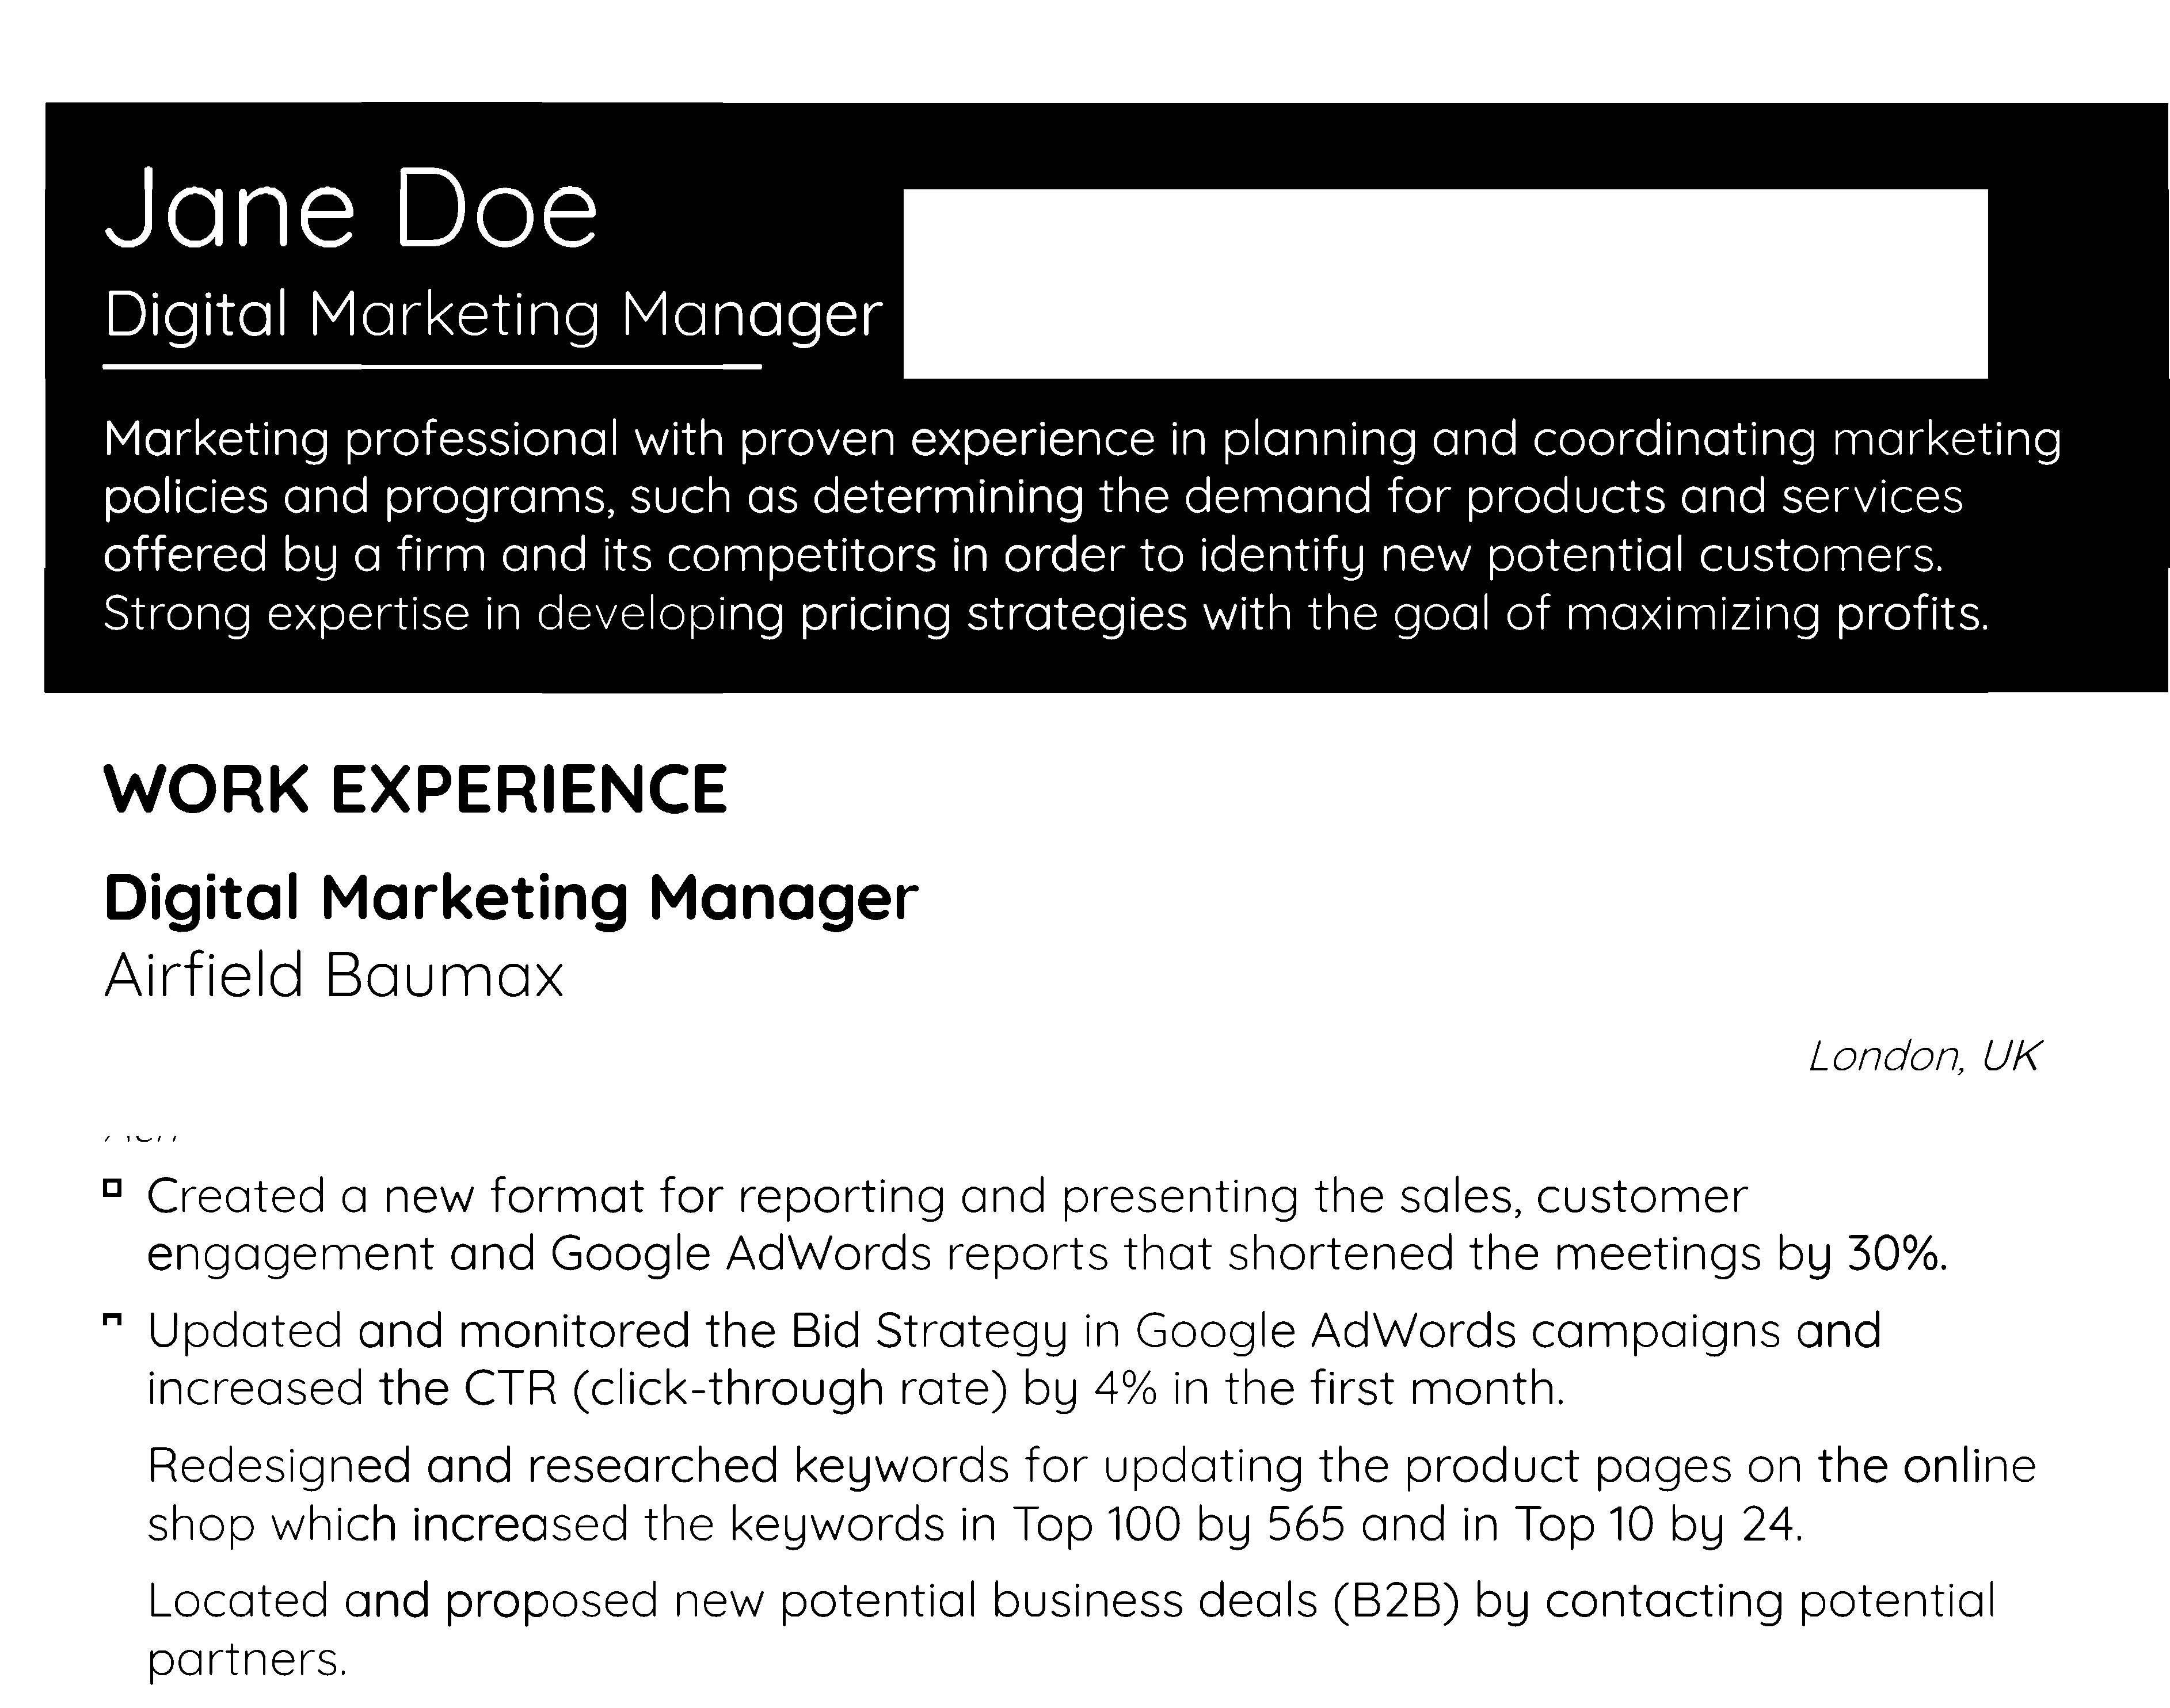 Jane Doe
Digital Marketing Manager
Marketing professional with proven experience in planning and coordinating marketing
policies and programs, such as determining the demand for products and services
offered by a firm and its competitors in order to identify new potential customers.
Strong expertise in developing pricing strategies with the goal of maximizing profits.
WORK EXPERIENCE
Digital Marketing Manager
Airfield Baumax
London, UK
Created a new format for reporting and presenting the sales, customer
engagement and Google AdWords reports that shortened the meetings by 30%.
Updated and monitored the Bid Strategy in Google AdWords campaigns and
increased the CTR (click-through rate) by 4% in the first month.
Redesigned and researched keywords for updating the product pages on the online
shop which increased the keywords in Top 100 by 565 and in Top 10 by 24.
Located and proposed new potential business deals (B2B) by contacting potential
partners.